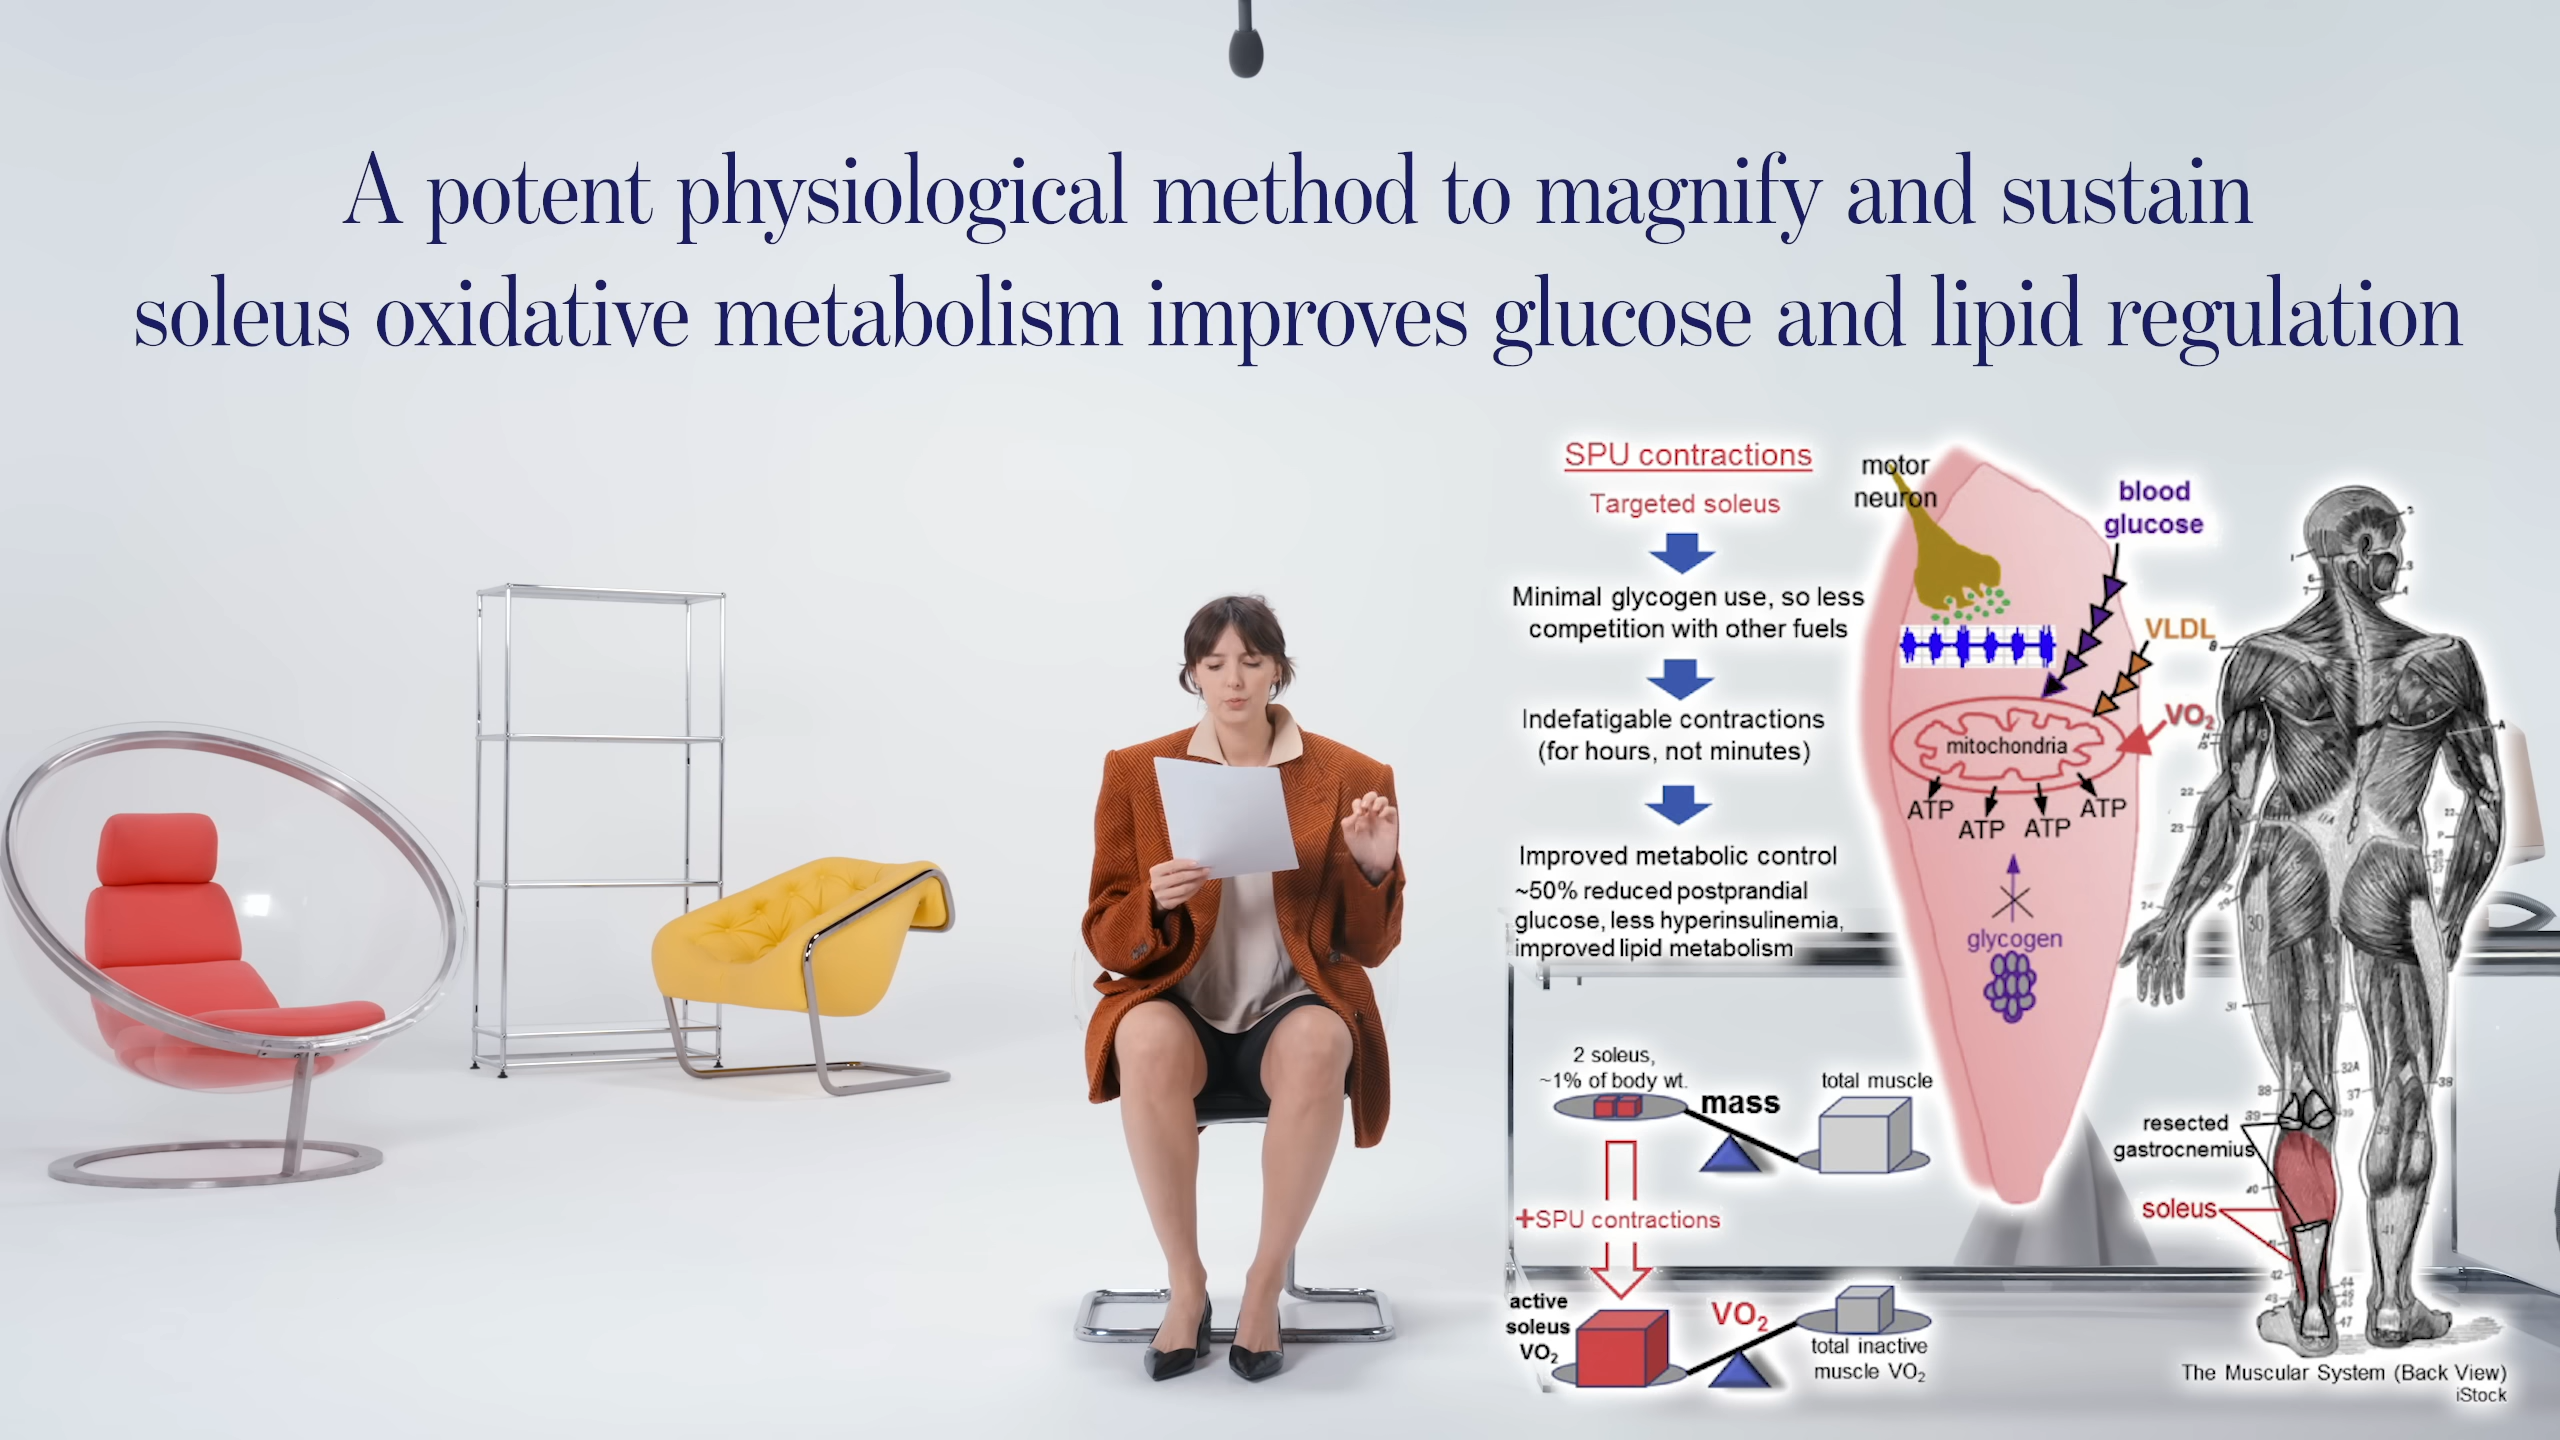 A potent physiological method to magnify and sustain
soleus oxidative metabolism improves glucose and lipid regulation
SPU contractions
Targeted soleus
Minimal glycogen use, so less
competition with other fuels
Indefatigable contractions
(for hours, not minutes)
Improved metabolic control
~50% reduced postprandial
glucose, less hyperinsulinemia,
improved lipid metabolism
motor
neuron
blood
glucose
VLDL
VO₂
mitochondria
ATP
ATP
ATP
ATP
glycogen
2 soleus,
~1% of body wt.
mass
total muscle
+SPU contractions
active
soleus
VO₂
VO₂
total inactive
muscle VO₂
resected
gastrocnemius
soleus
The Muscular System (Back View)
iStock